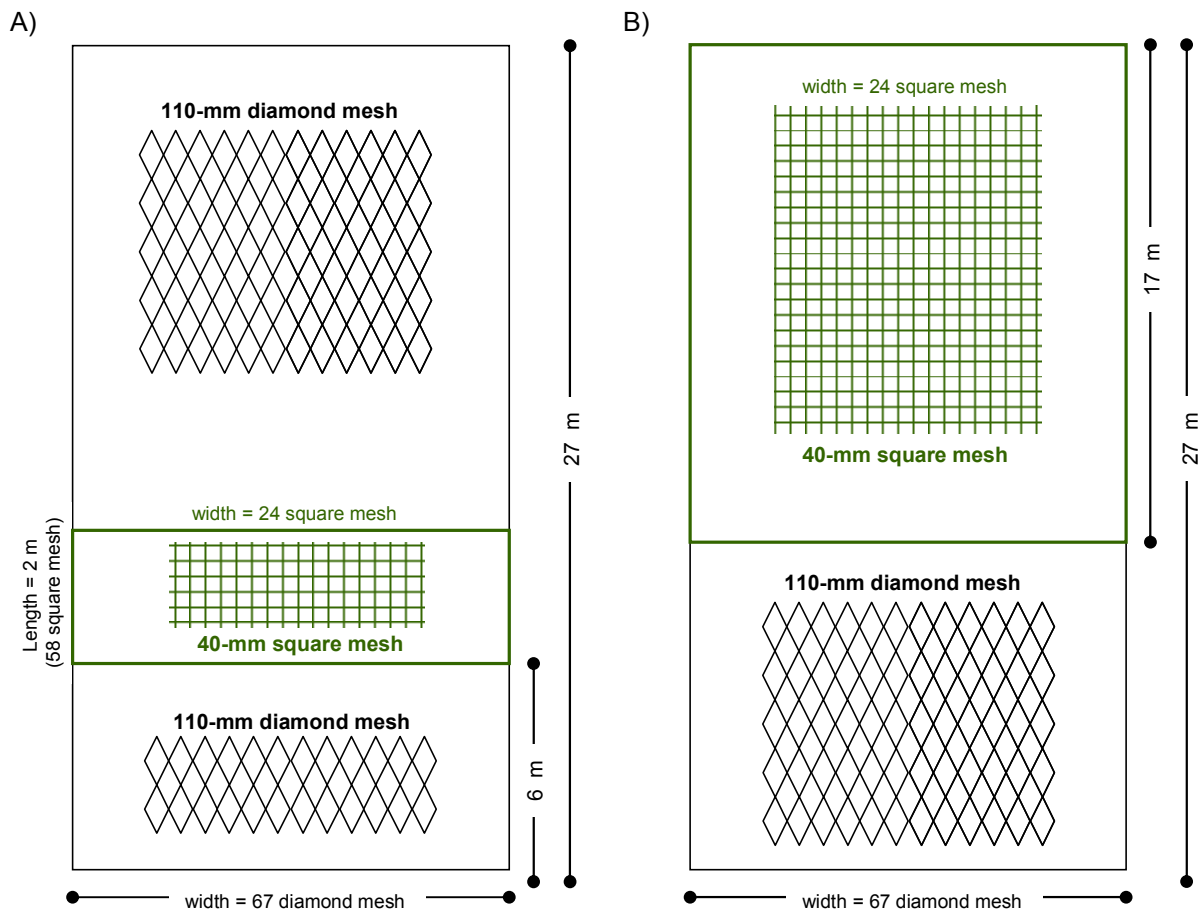 A)
110-mm diamond mesh
width = 24 square mesh
Length = 2 m
(58 square mesh)
40-mm square mesh
110-mm diamond mesh
6 m
27 m
width = 67 diamond mesh
B)
width = 24 square mesh
40-mm square mesh
17 m
110-mm diamond mesh
27 m
width = 67 diamond mesh